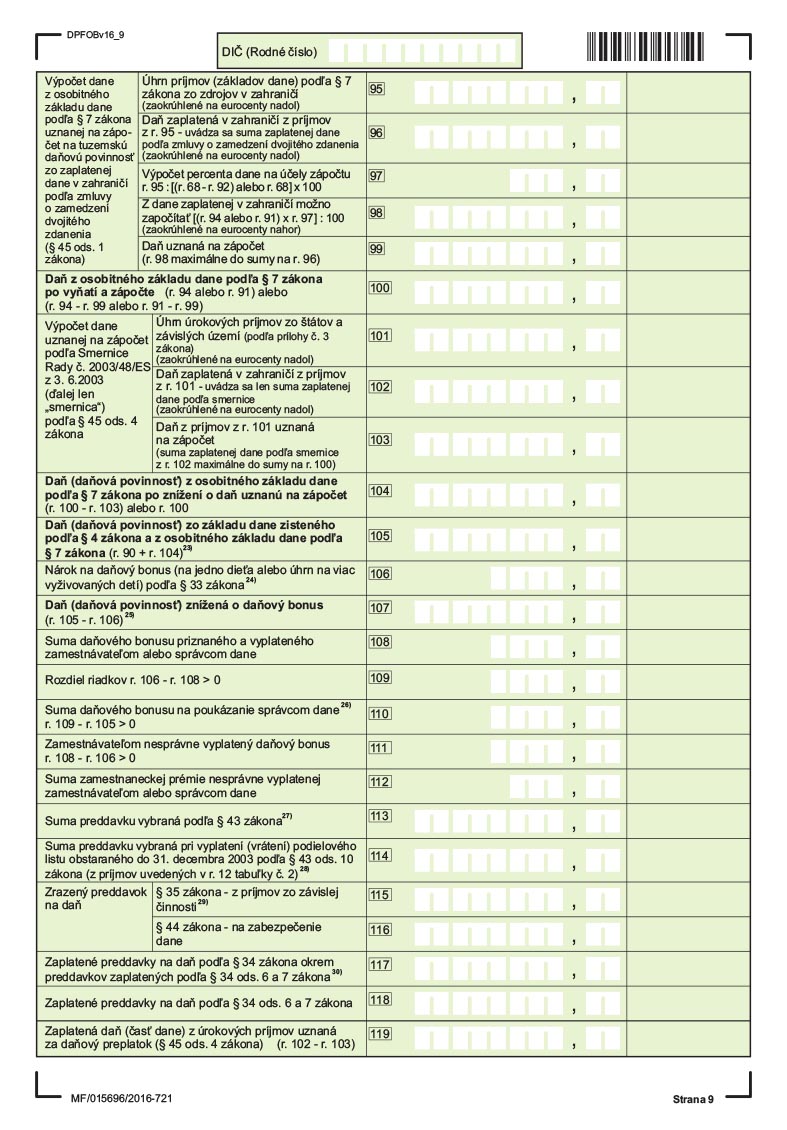 DPFOBv16_9
DIČ (Rodné číslo)
Výpočet dane
z osobitného
základu dane
podľa § 7 zákona
uznanej na zápo-
čet na tuzemskú
daňovú povinnosť
zo zaplatenej
dane v zahraničí
podľa zmluvy
o zamedzení
dvojitého
zdanenia
(§ 45 ods. 1
zákona)
Úhrn príjmov (základov dane) podľa § 7
zákona zo zdrojov v zahraničí
(zaokrúhlené na eurocenty nadol)
95
,
Daň zaplatená v zahraničí z príjmov
z r. 95 - uvádza sa suma zaplatenej dane
podľa zmluvy o zamedzení dvojitého zdanenia
(zaokrúhlené na eurocenty nadol)
96
,
Výpočet percenta dane na účely zápočtu
r. 95 : [(r. 68 - r. 92) alebo r. 68] x 100
97
,
Z dane zaplatenej v zahraničí možno
započítať [(r. 94 alebo r. 91) x r. 97] : 100
(zaokrúhlené na eurocenty nahor)
98
,
Daň uznaná na zápočet
(r. 98 maximálne do sumy na r. 96)
99
,
Daň z osobitného základu dane podľa § 7 zákona
po vyňatí a zápočte (r. 94 alebo r. 91) alebo
(r. 94 - r. 99 alebo r. 91 - r. 99)
100
,
Výpočet dane
uznanej na zápočet
podľa Smernice
Rady č. 2003/48/ES
z 3. 6.2003
(ďalej len
„smernica“)
podľa § 45 ods. 4
zákona
Úhrn úrokových príjmov zo štátov a
závislých území (podľa prílohy č. 3
zákona)
(zaokrúhlené na eurocenty nadol)
101
,
Daň zaplatená v zahraničí z príjmov
z r. 101 - uvádza sa len suma zaplatenej
dane podľa smernice
(zaokrúhlené na eurocenty nadol)
102
,
Daň z príjmov z r. 101 uznaná
na zápočet
(suma zaplatenej dane podľa smernice
z r. 102 maximálne do sumy na r. 100)
103
,
Daň (daňová povinnosť) z osobitného základu dane
podľa § 7 zákona po znížení o daň uznanú na zápočet
(r. 100 - r. 103) alebo r. 100
104
,
Daň (daňová povinnosť) zo základu dane zisteného
podľa § 4 zákona a z osobitného základu dane podľa
§ 7 zákona (r. 90 + r. 104)23)
105
,
Nárok na daňový bonus (na jedno dieťa alebo úhrn na viac
vyživovaných detí) podľa § 33 zákona24)
106
,
Daň (daňová povinnosť) znížená o daňový bonus
(r. 105 - r. 106)25)
107
,
Suma daňového bonusu priznaného a vyplateného
zamestnávateľom alebo správcom dane
108
,
Rozdiel riadkov r. 106 - r. 108 > 0
109
,
Suma daňového bonusu na poukázanie správcom dane26)
r. 109 - r. 105 > 0
110
,
Zamestnávateľom nesprávne vyplatený daňový bonus
r. 108 - r. 106 > 0
111
,
Suma zamestnaneckej prémie nesprávne vyplatenej
zamestnávateľom alebo správcom dane
112
,
Suma preddavku vybraná podľa § 43 zákona27)
113
,
Suma preddavku vybraná pri vyplatení (vrátení) podielového
listu obstaraného do 31. decembra 2003 podľa § 43 ods. 10
zákona (z príjmov uvedených v r. 12 tabuľky č. 2)28)
114
,
Zrazený preddavok
na daň
§ 35 zákona - z príjmov zo závislej
činnosti29)
115
,
§ 44 zákona - na zabezpečenie
dane
116
,
Zaplatené preddavky na daň podľa § 34 zákona okrem
preddavkov zaplatených podľa § 34 ods. 6 a 7 zákona30)
117
,
Zaplatené preddavky na daň podľa § 34 ods. 6 a 7 zákona
118
,
Zaplatená daň (časť dane) z úrokových príjmov uznaná
za daňový preplatok (§ 45 ods. 4 zákona) (r. 102 - r. 103)
119
,
MF/015696/2016-721
Strana 9